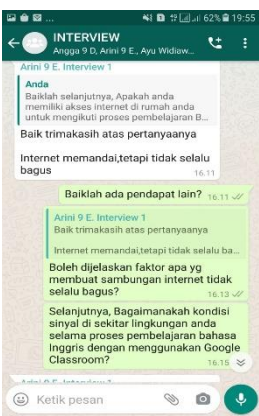 62% 19:55
INTERVIEW
Angga 9 D, Arini 9 E., Ayu Widiaw...
Arini 9 E. Interview 1
Anda
Baiklah selanjutnya, Apakah anda
memiliki akses internet di rumah anda
untuk mengikuti proses pembelajaran B...
Baik trimakasih atas pertanyaanya
Internet memandai,tetapi tidak selalu
bagus
16.11
Baiklah ada pendapat lain? 16.11
Arini 9 E. Interview 1
Baik trimakasih atas pertanyaanya
Internet memandai,tetapi tidak selalu ba...
Boleh dijelaskan faktor apa yg
membuat sambungan internet tidak
selalu bagus?
16.13
Selanjutnya, Bagaimanakah kondisi
sinyal di sekitar lingkungan anda
selama proses pembelajaran bahasa
Inggris dengan menggunakan Google
Classroom?
16.15
Ketik pesan